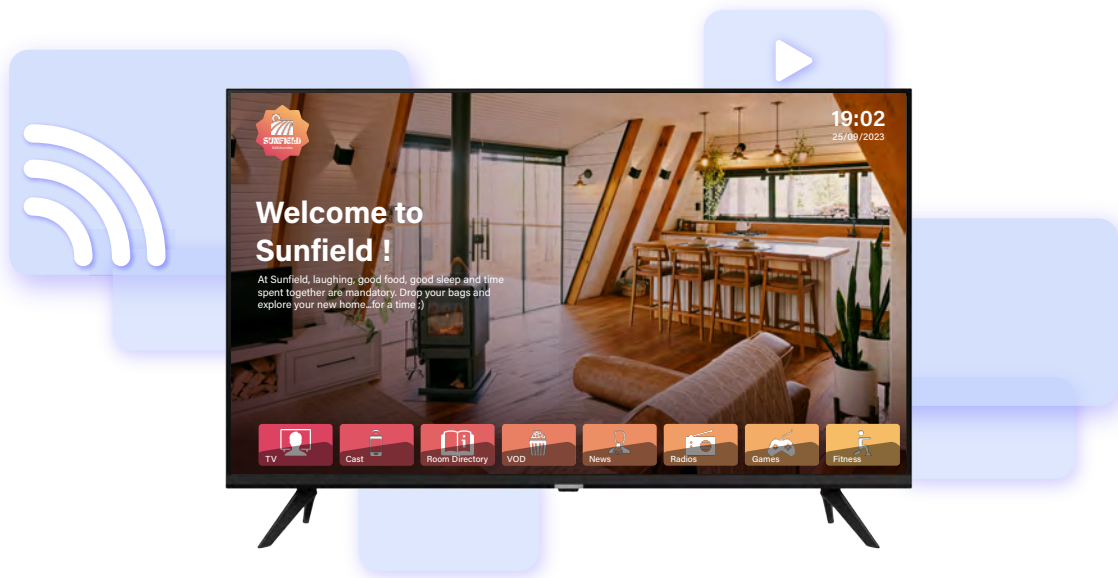 SUNFIELD
19:02
25/09/2023
Welcome to
Sunfield !
At Sunfield, laughing, good food, good sleep and time
spent together are mandatory. Drop your bags and
explore your new home...for a time ;)
TV
Cast
Room Directory
VOD
News
Radios
Games
Fitness